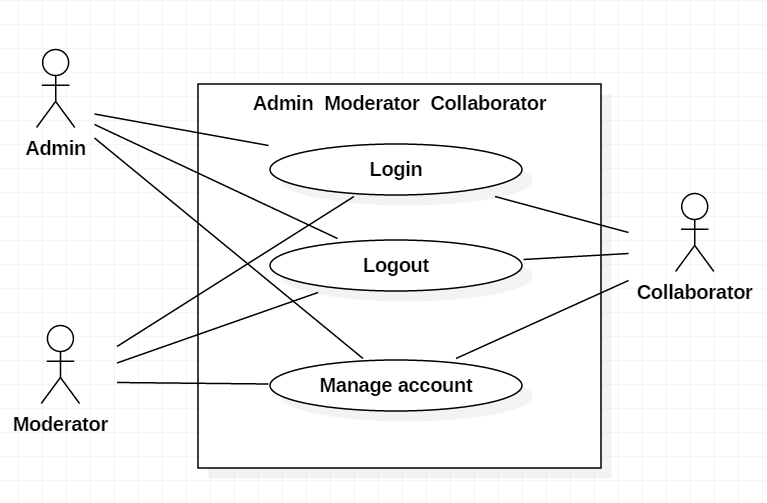 Admin Moderator Collaborator
Admin
Login
Logout
Collaborator
Manage account
Moderator